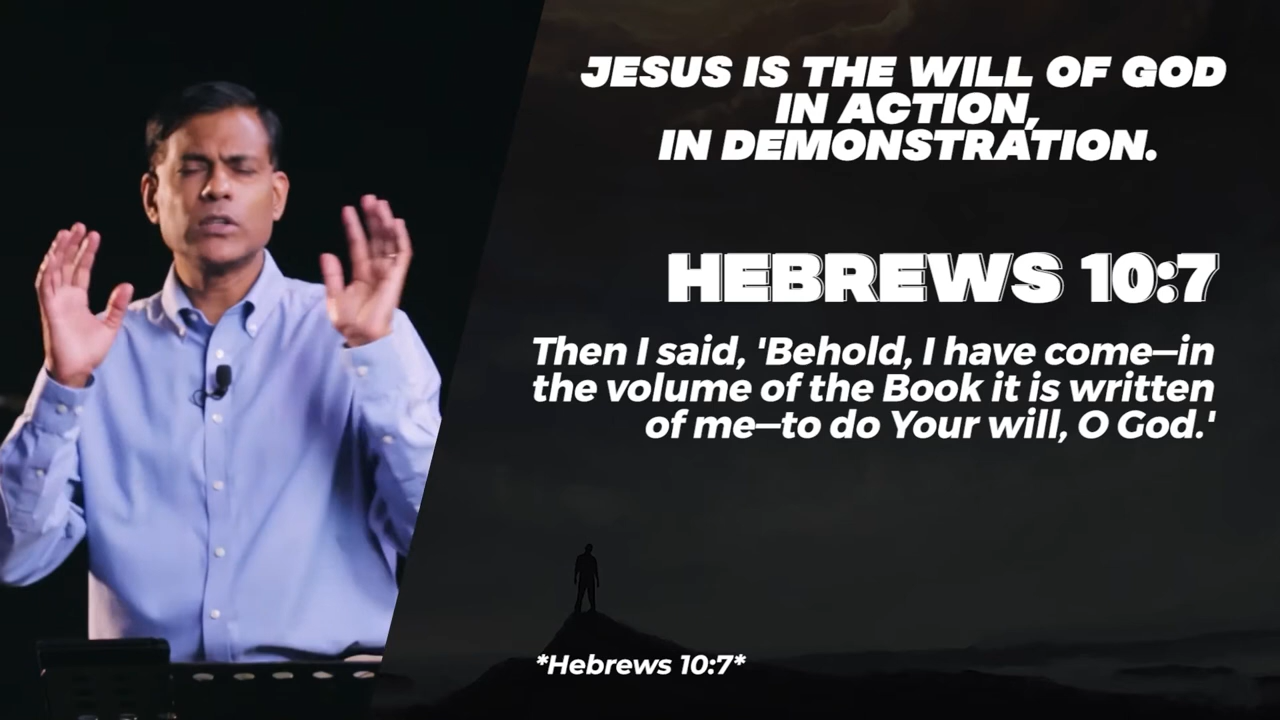 JESUS IS THE WILL OF GOD
IN ACTION,
IN DEMONSTRATION.
HEBREWS 10:7
Then I said, 'Behold, I have come—in
the volume of the Book it is written
of me—to do Your will, O God.'
*Hebrews 10:7*